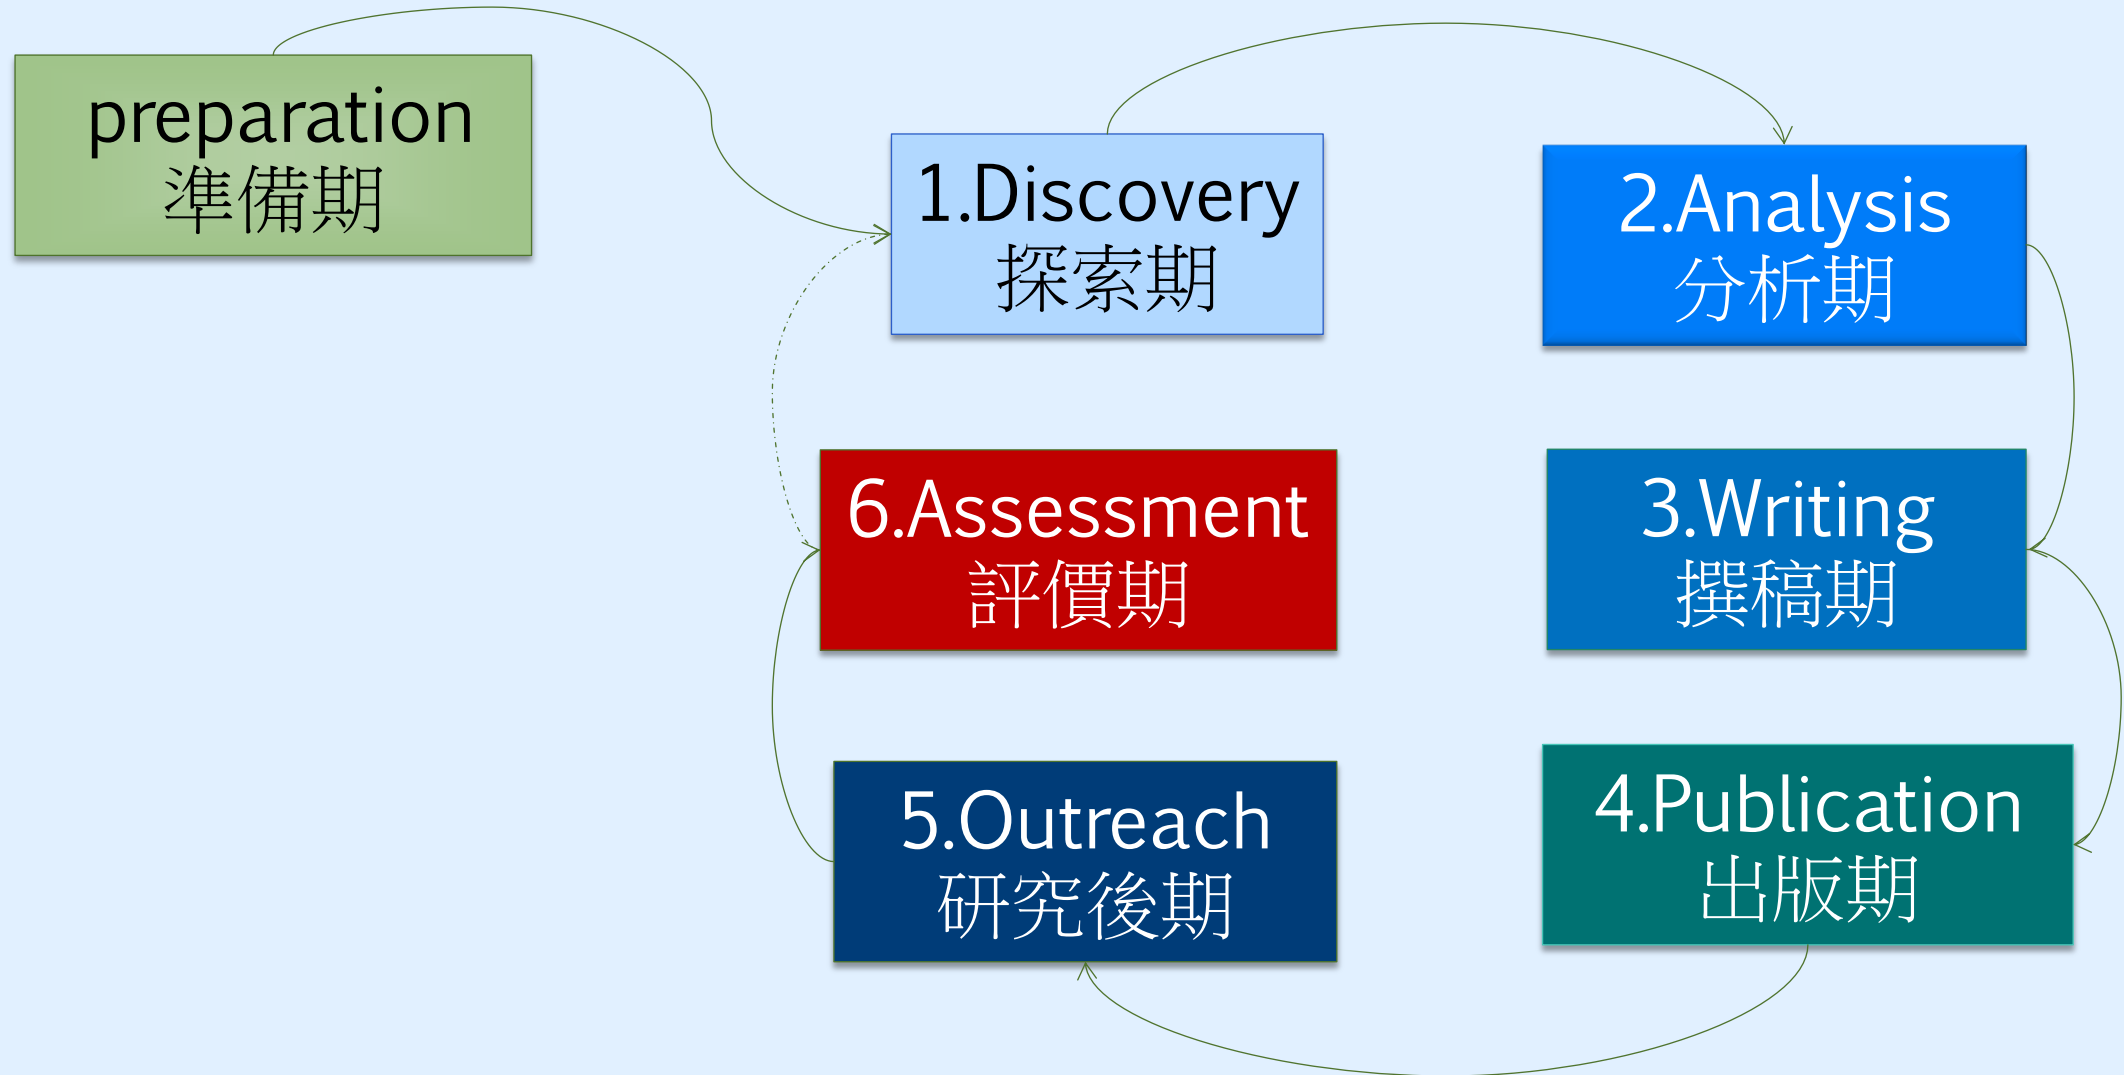 preparation
準備期
1.Discovery
探索期
2.Analysis
分析期
3.Writing
撰稿期
4.Publication
出版期
5.Outreach
研究後期
6.Assessment
評價期